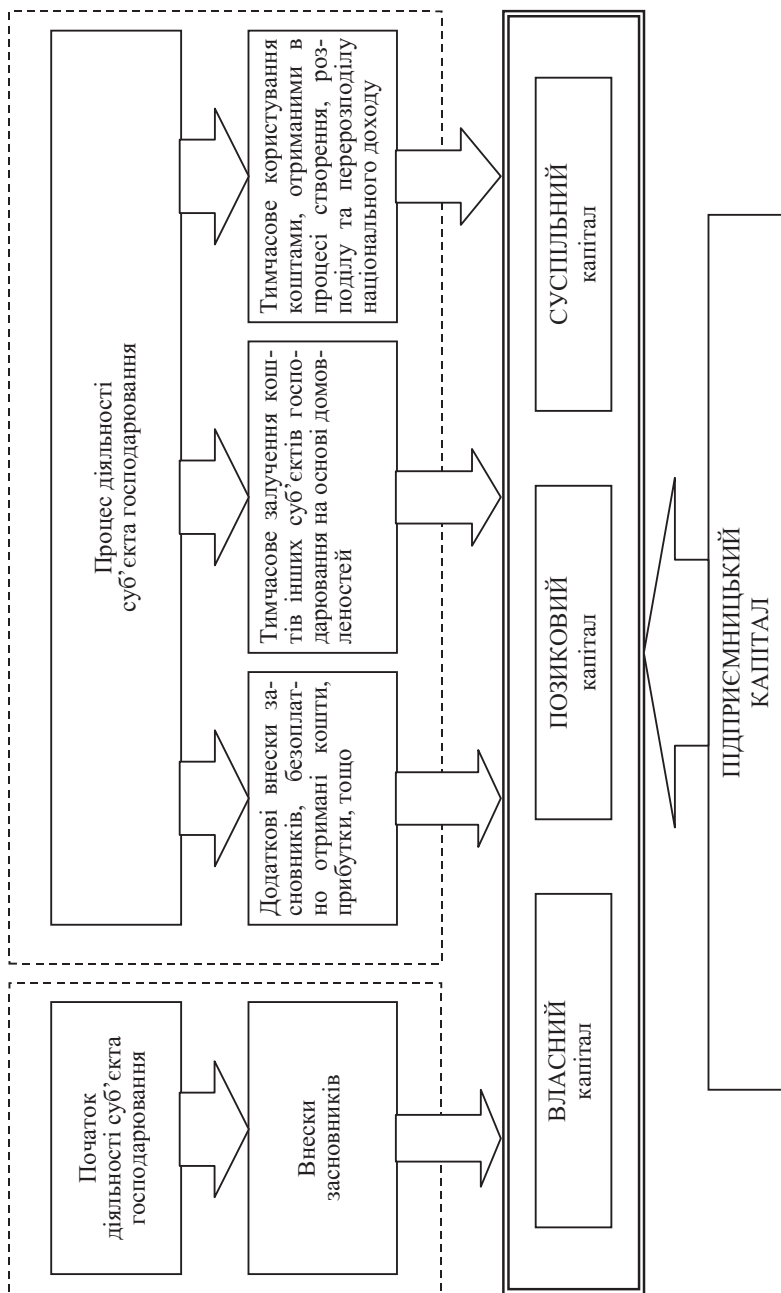 Початок
діяльності суб’єкта
господарювання
Процес діяльності
суб’єкта господарювання
Внески
засновників
Додаткові внески за-
сновників, безоплат-
но отримані кошти,
прибутки, тощо
Тимчасове залучення кош-
тів інших суб’єктів госпо-
дарювання на основі домов-
леностей
Тимчасове користування
коштами, отриманими в
процесі створення, роз-
поділу та перерозподілу
національного доходу
ВЛАСНИЙ
капітал
ПОЗИКОВИЙ
капітал
СУСПІЛЬНИЙ
капітал
ПІДПРИЄМНИЦЬКИЙ
КАПІТАЛ